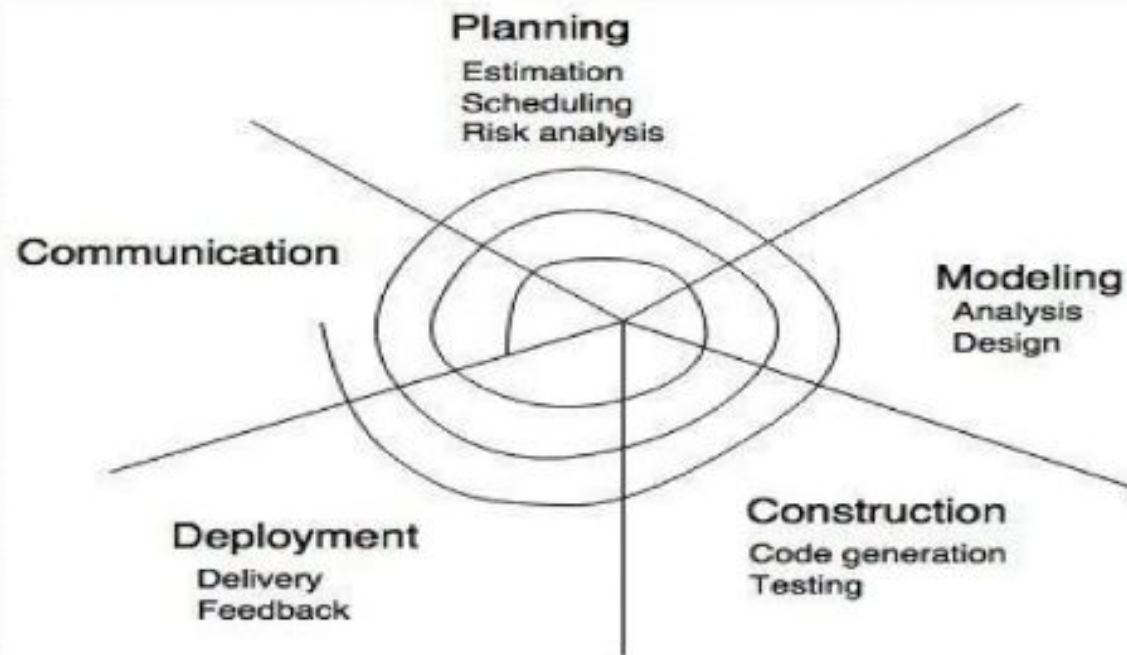 Planning
Estimation
Scheduling
Risk analysis
Communication
Modeling
Analysis
Design
Construction
Code generation
Testing
Deployment
Delivery
Feedback